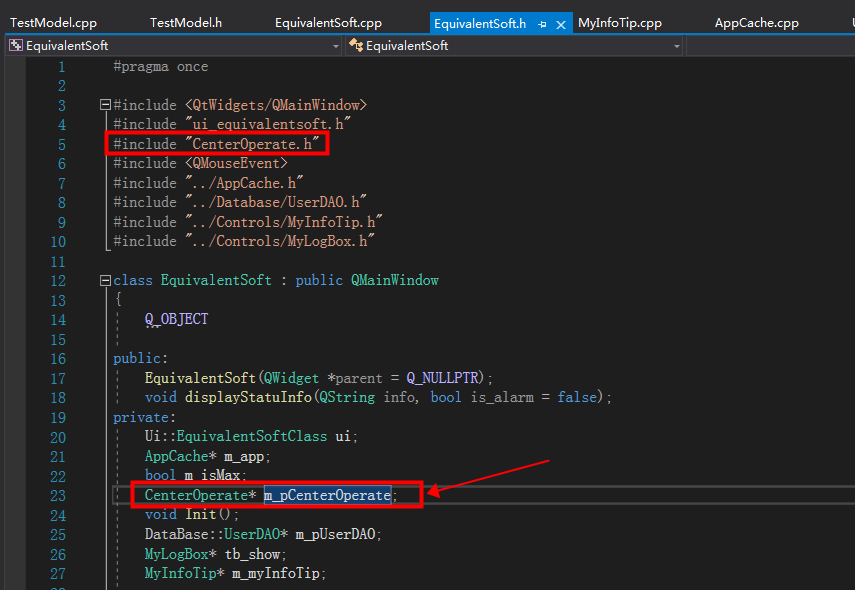 TestModel.cpp TestModel.h EquivalentSoft.cpp EquivalentSoft.h MyInfoTip.cpp AppCache.cpp
EquivalentSoft EquivalentSoft
1 #pragma once
2
3 #include <QtWidgets/QMainWindow>
4 #include "ui_equivalentsoft.h"
5 #include "CenterOperate.h"
6 #include <QMouseEvent>
7 #include "../AppCache.h"
8 #include "../Database/UserDAO.h"
9 #include "../Controls/MyInfoTip.h"
10 #include "../Controls/MyLogBox.h"
11
12 class EquivalentSoft : public QMainWindow
13 {
14 Q_OBJECT
15
16 public:
17 EquivalentSoft(QWidget *parent = Q_NULLPTR);
18 void displayStatuInfo(QString info, bool is_alarm = false);
19 private:
20 Ui::EquivalentSoftClass ui;
21 AppCache* m_app;
22 bool m_isMax;
23 CenterOperate* m_pCenterOperate;
24 void Init();
25 DataBase::UserDAO* m_pUserDAO;
26 MyLogBox* tb_show;
27 MyInfoTip* m_myInfoTip;